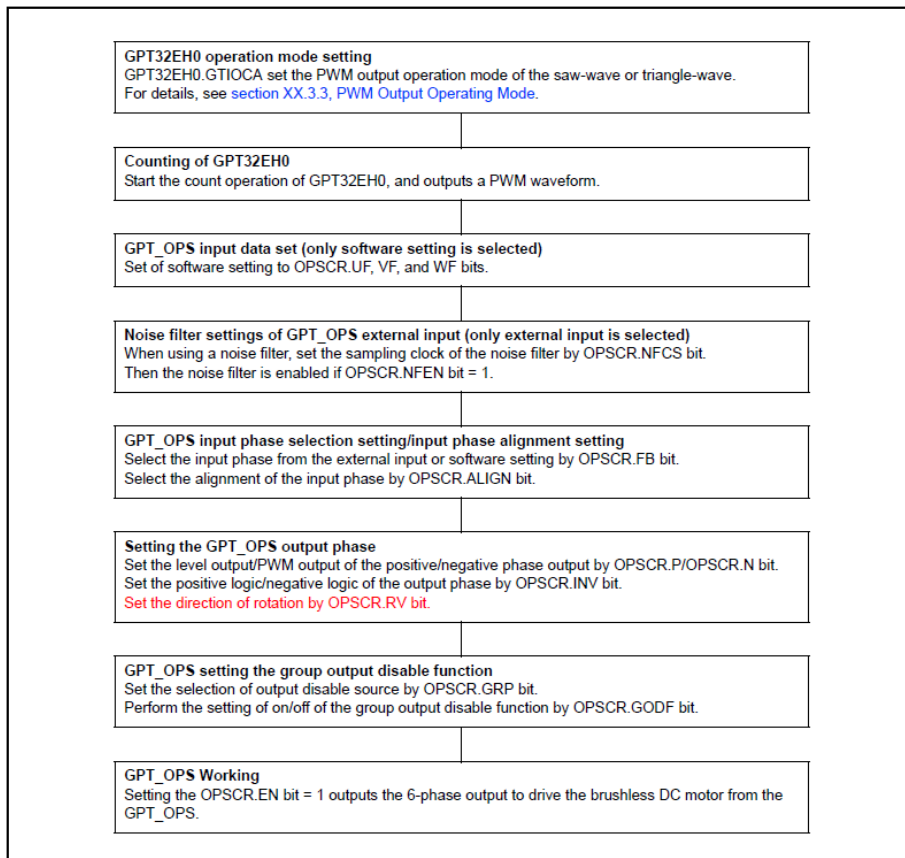 GPT32EH0 operation mode setting
GPT32EH0.GTIOCA set the PWM output operation mode of the saw-wave or triangle-wave.
For details, see section XX.3.3, PWM Output Operating Mode.
Counting of GPT32EH0
Start the count operation of GPT32EH0, and outputs a PWM waveform.
GPT_OPS input data set (only software setting is selected)
Set of software setting to OPSCR.UF, VF, and WF bits.
Noise filter settings of GPT_OPS external input (only external input is selected)
When using a noise filter, set the sampling clock of the noise filter by OPSCR.NFCS bit.
Then the noise filter is enabled if OPSCR.NFEN bit = 1.
GPT_OPS input phase selection setting/input phase alignment setting
Select the input phase from the external input or software setting by OPSCR.FB bit.
Select the alignment of the input phase by OPSCR.ALIGN bit.
Setting the GPT_OPS output phase
Set the level output/PWM output of the positive/negative phase output by OPSCR.P/OPSCR.N bit.
Set the positive logic/negative logic of the output phase by OPSCR.INV bit.
Set the direction of rotation by OPSCR.RV bit.
GPT_OPS setting the group output disable function
Set the selection of output disable source by OPSCR.GRP bit.
Perform the setting of on/off of the group output disable function by OPSCR.GODF bit.
GPT_OPS Working
Setting the OPSCR.EN bit = 1 outputs the 6-phase output to drive the brushless DC motor from the
GPT_OPS.